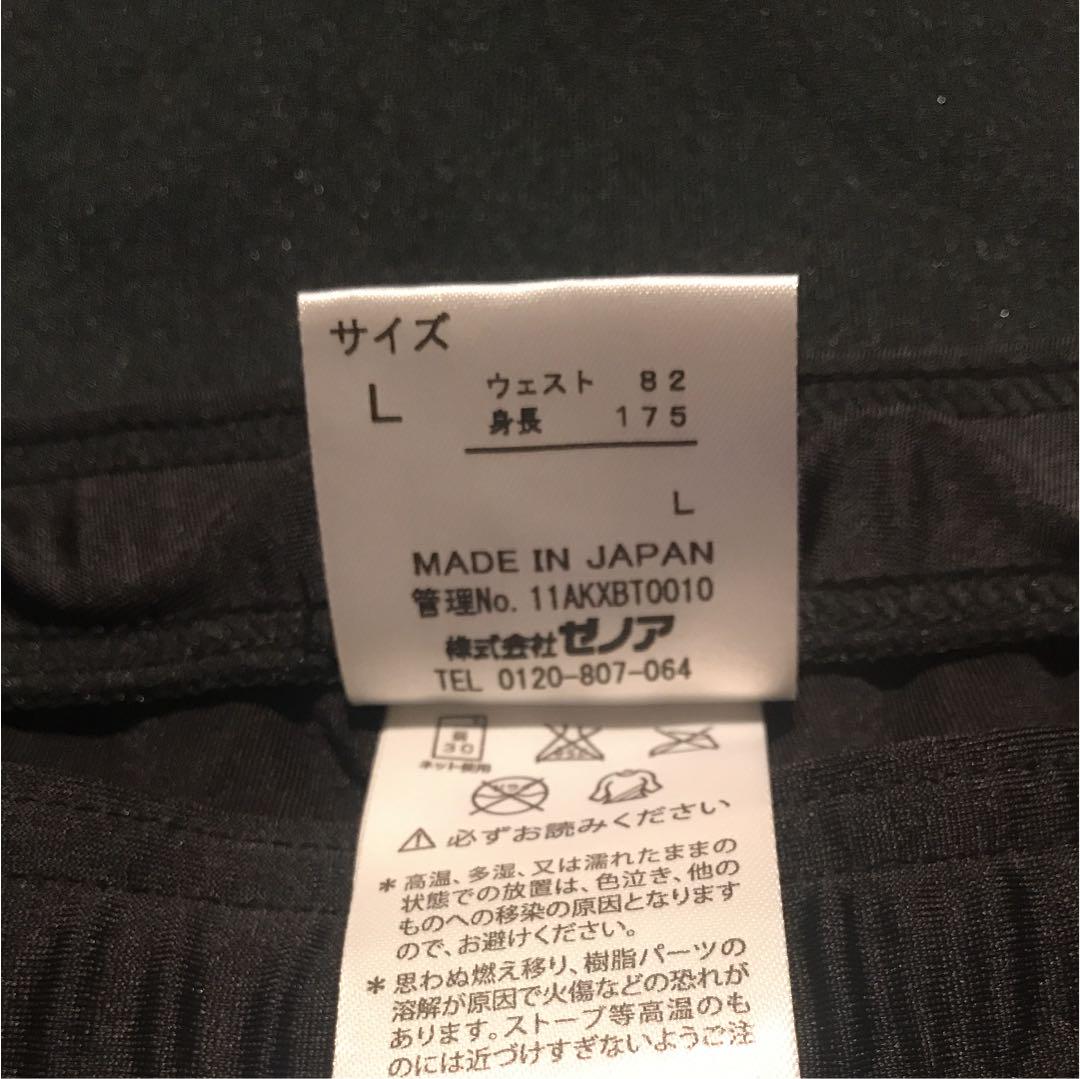 サイズ
L
ウェスト 82
身長 175
L
MADE IN JAPAN
管理No. 11AKXBT0010
株式会社ゼノア
TEL 0120-807-064
30
ネット使用
⚠必ずお読みください
*高温、多湿、又は濡れたままの
状態での放置は、色泣き、他の
ものへの移染の原因となります
ので、お避けください。
*思わぬ燃え移り、樹脂パーツの
溶解が原因で火傷などの恐れが
あります。ストーブ等高温のも
のには近づけすぎないようご注